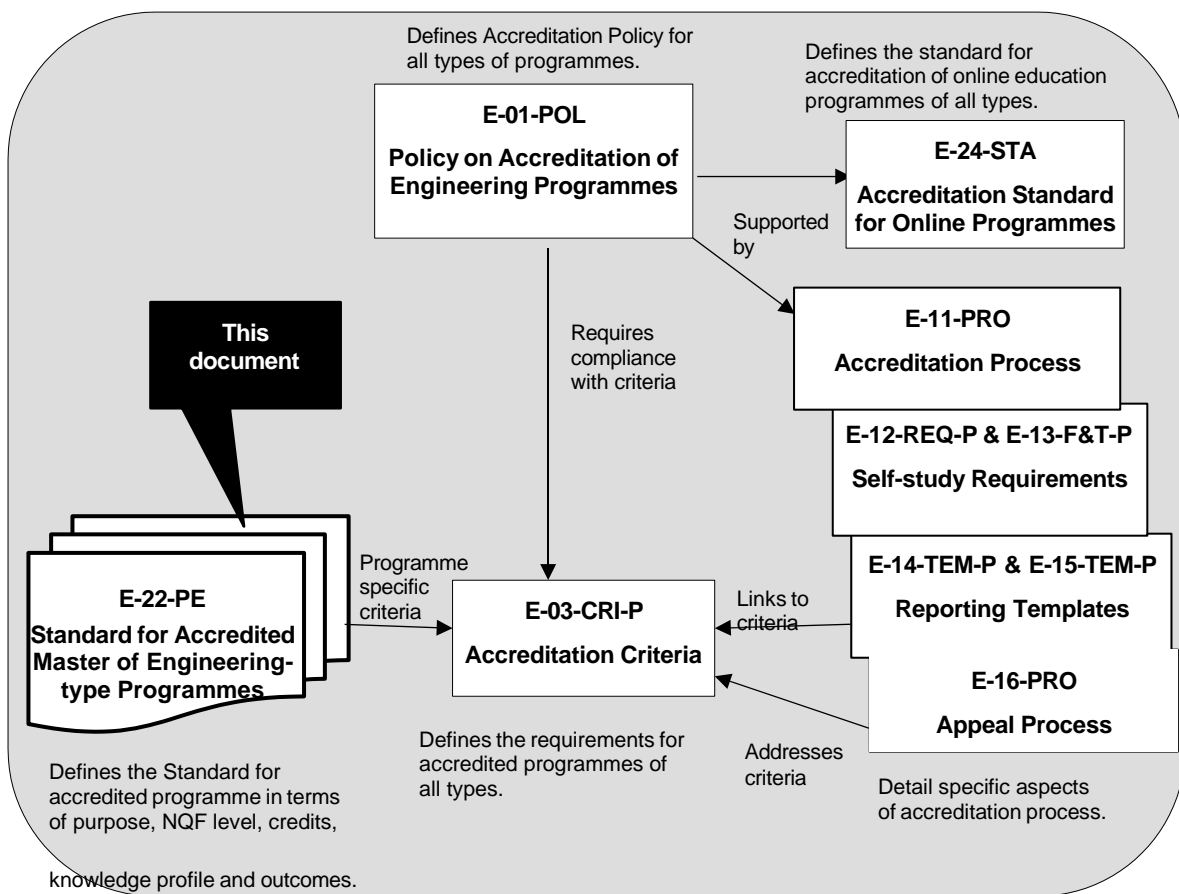 Defines Accreditation Policy for
all types of programmes.
Defines the standard for
accreditation of online education
programmes of all types.
E-01-POL
Policy on Accreditation of
Engineering Programmes
E-24-STA
Accreditation Standard
for Online Programmes
Supported
by
This
document
Requires
compliance
with criteria
E-11-PRO
Accreditation Process
E-12-REQ-P & E-13-F&T-P
Self-study Requirements
E-22-PE
Standard for Accredited
Master of Engineering-
type Programmes
Programme
specific
criteria
E-03-CRI-P
Accreditation Criteria
Links to
criteria
E-14-TEM-P & E-15-TEM-P
Reporting Templates
E-16-PRO
Appeal Process
Defines the Standard for
accredited programme in terms
of purpose, NQF level, credits,
knowledge profile and outcomes.
Defines the requirements for
accredited programmes of
all types.
Addresses
criteria
Detail specific aspects
of accreditation process.